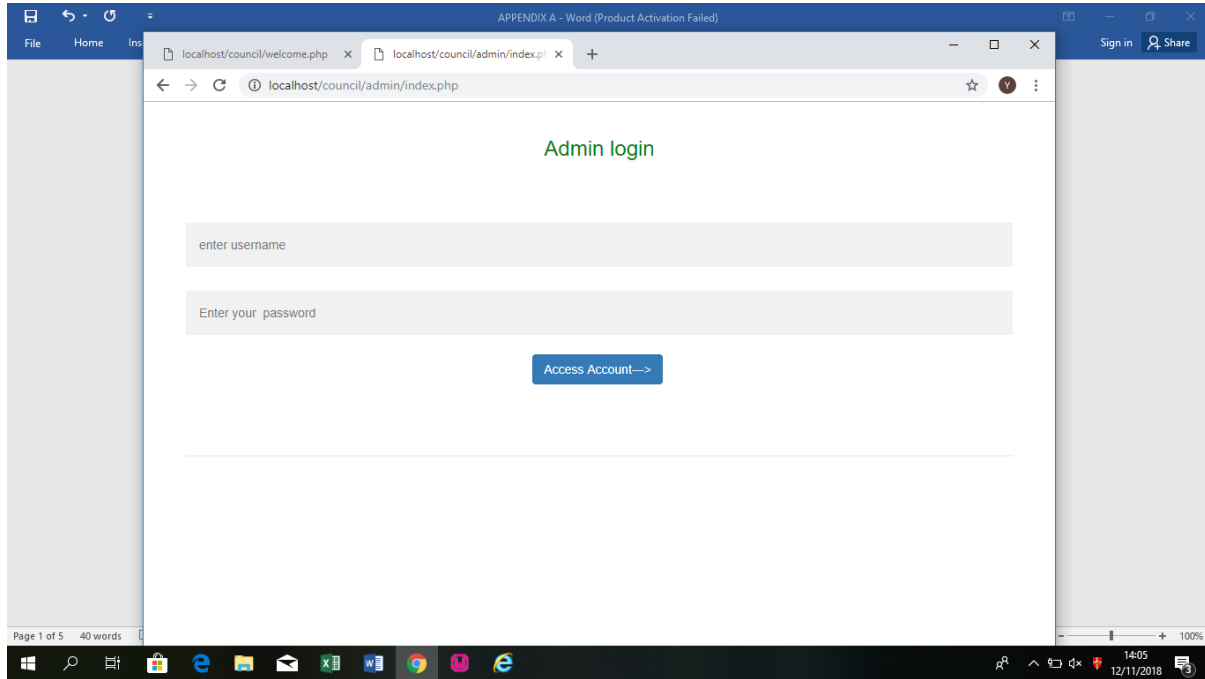 APPENDIX A - Word (Product Activation Failed)
File Home Ins Sign in Share
localhost/council/welcome.php localhost/council/admin/index.p
localhost/council/admin/index.php Y
Admin login
enter username
Enter your  password
Access Account--->
Page 1 of 5 40 words 100%
14:05
12/11/2018 3